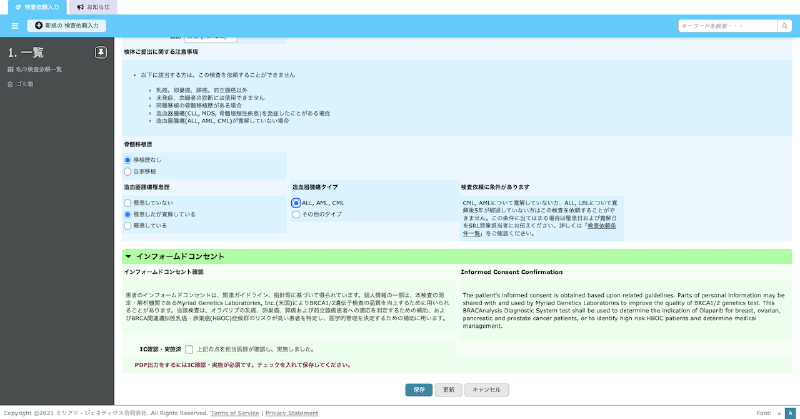 検査依頼入力
お知らせ
新規の 検査依頼入力
キーワードを検索・・・
1. 一覧
私の検査依頼一覧
ゴミ箱
検体ご提出に関する注意事項
以下に該当する方は、この検査を依頼することができません
乳癌、卵巣癌、膵癌、前立腺癌以外
未発症、血縁者の診断には使用できません
同種移植の骨髄移植歴がある場合
造血器腫瘍(CLL, MDS, 骨髄増殖性疾患)を発症したことがある場合
造血器腫瘍(ALL, AML, CML)が寛解していない場合
骨髄移植歴
移植歴なし
自家移植
造血器腫瘍罹患歴
罹患していない
罹患したが寛解している
罹患している
造血器腫瘍タイプ
ALL, AML, CML
その他のタイプ
検査依頼に条件があります
CML, AMLについて寛解していない方、ALL, LBLについて寛
解後5年が経過していない方はこの検査を依頼することがで
きません。この条件に当てはまる場合は罹患日および寛解日
をSRL営業担当者にお伝えください。詳しくは「検査依頼条
件一覧」をご確認ください。
インフォームドコンセント
インフォームドコンセント確認
患者のインフォームドコンセントは、関連ガイドライン、指針等に基づいて得られています。個人情報の一部は、本検査の測
定・解析機関であるMyriad Genetics Laboratories, Inc.(米国)によりBRCA1/2遺伝子検査の品質を向上するために用いら
れることがあります。当該検査は、オラパリブの乳癌、卵巣癌、膵癌および前立腺癌患者への適応を判定するための補助、およ
びBRCA関連遺伝性乳癌・卵巣癌(HBOC)症候群のリスクが高い患者を特定し、医学的管理を決定するための補助に用います。
Informed Consent Confirmation
The patient's informed consent is obtained based upon related guidelines. Parts of personal information may be
shared with and used by Myriad Genetics Laboratories to improve the quality of BRCA1/2 genetics test. This
BRACAnalysis Diagnostic System test shall be used to determine the indication of Olaparib for breast, ovarian,
pancreatic and prostate cancer patients, or to identify high risk HBOC patients and determine medical
management.
IC確認・実施済
上記の点を担当医師が確認し、実施しました。
PDF出力をするにはIC確認・実施が必須です。チェックを入れて保存してください。
保存
更新
キャンセル
Copyright ©2021 ミリアド・ジェネティクス合同会社. All Rights Reserved. Terms of Service | Privacy Statement
Font: A A